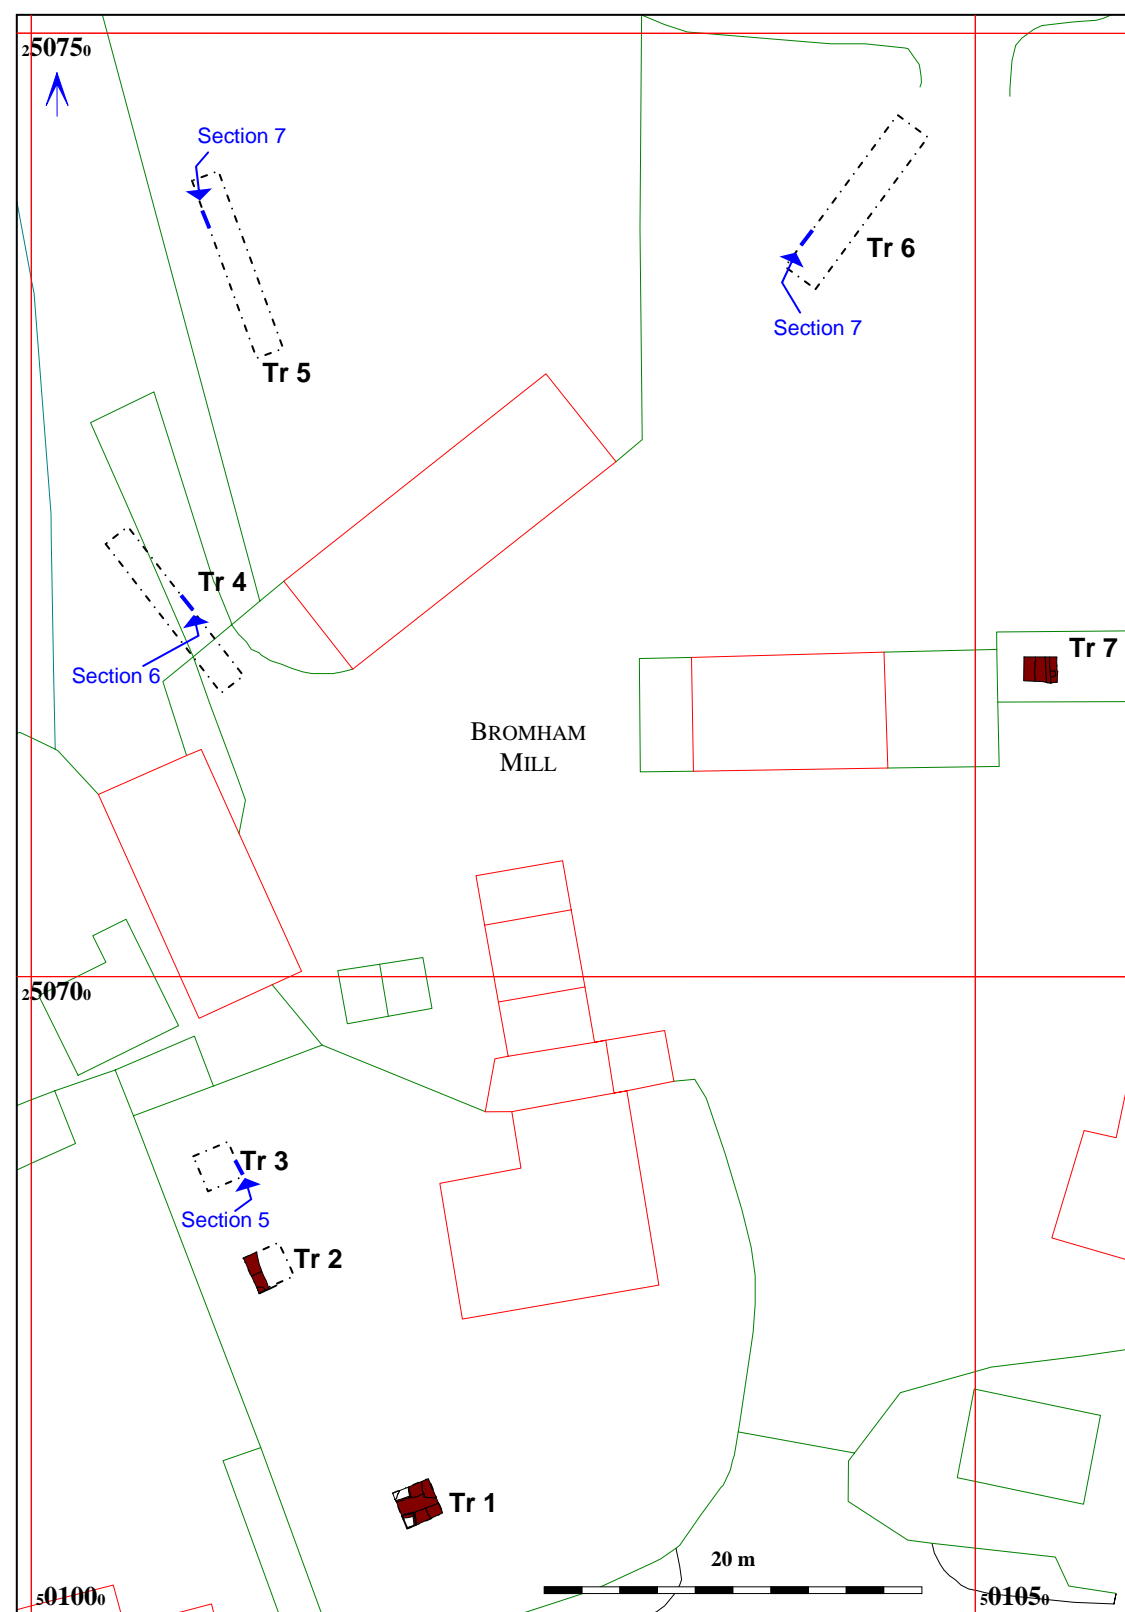 250750
Section 7
Tr 6
Section 7
Tr 5
Tr 4
Section 6
Tr 7
BROMHAM
MILL
250700
Tr 3
Section 5
Tr 2
Tr 1
20 m
501000
501050